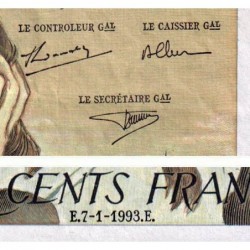 LE CONTROLEUR GAL LE CAISSIER GAL
LE SECRÉTAIRE GAL
CENTS FRAN
E.7-1-1993.E.